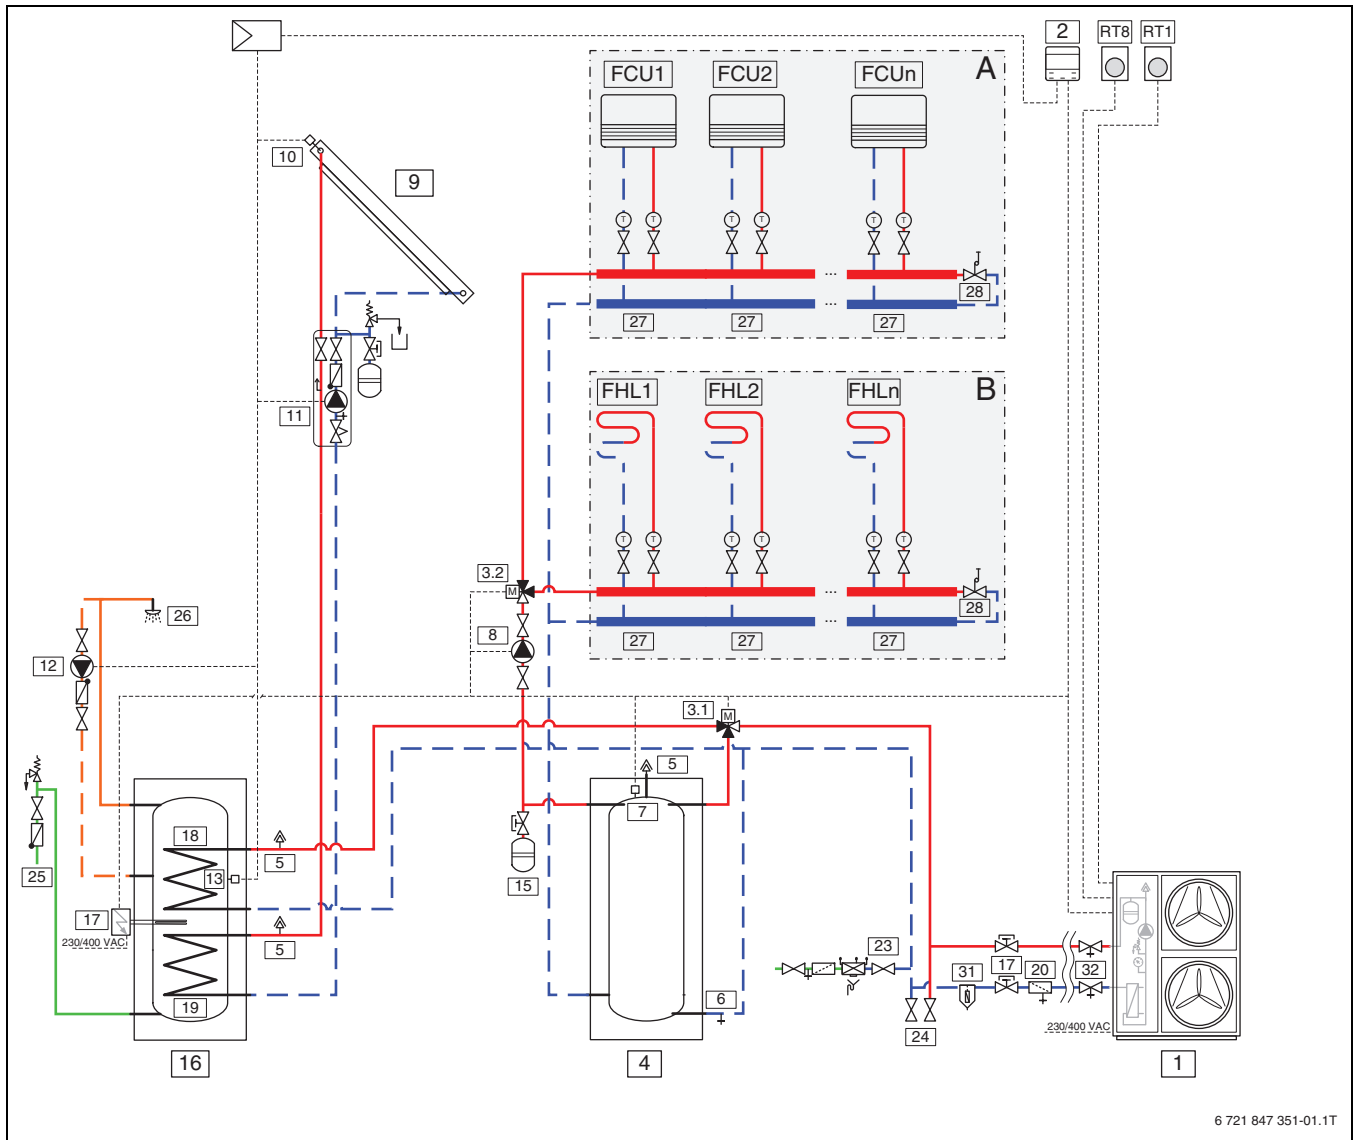 2
RT8
RT1
A
FCU1
FCU2
FCUn
10
9
T
T
T
T
T
T
...
...
28
27
27
27
B
FHL1
FHL2
FHLn
11
T
T
T
T
T
T
3.2
M
...
...
28
26
8
27
27
27
12
3.1
M
5
7
18
5
15
25
13
17
230/400 VAC
5
23
31
17
20
32
6
19
24
230/400 VAC
16
4
1
6 721 847 351-01.1T